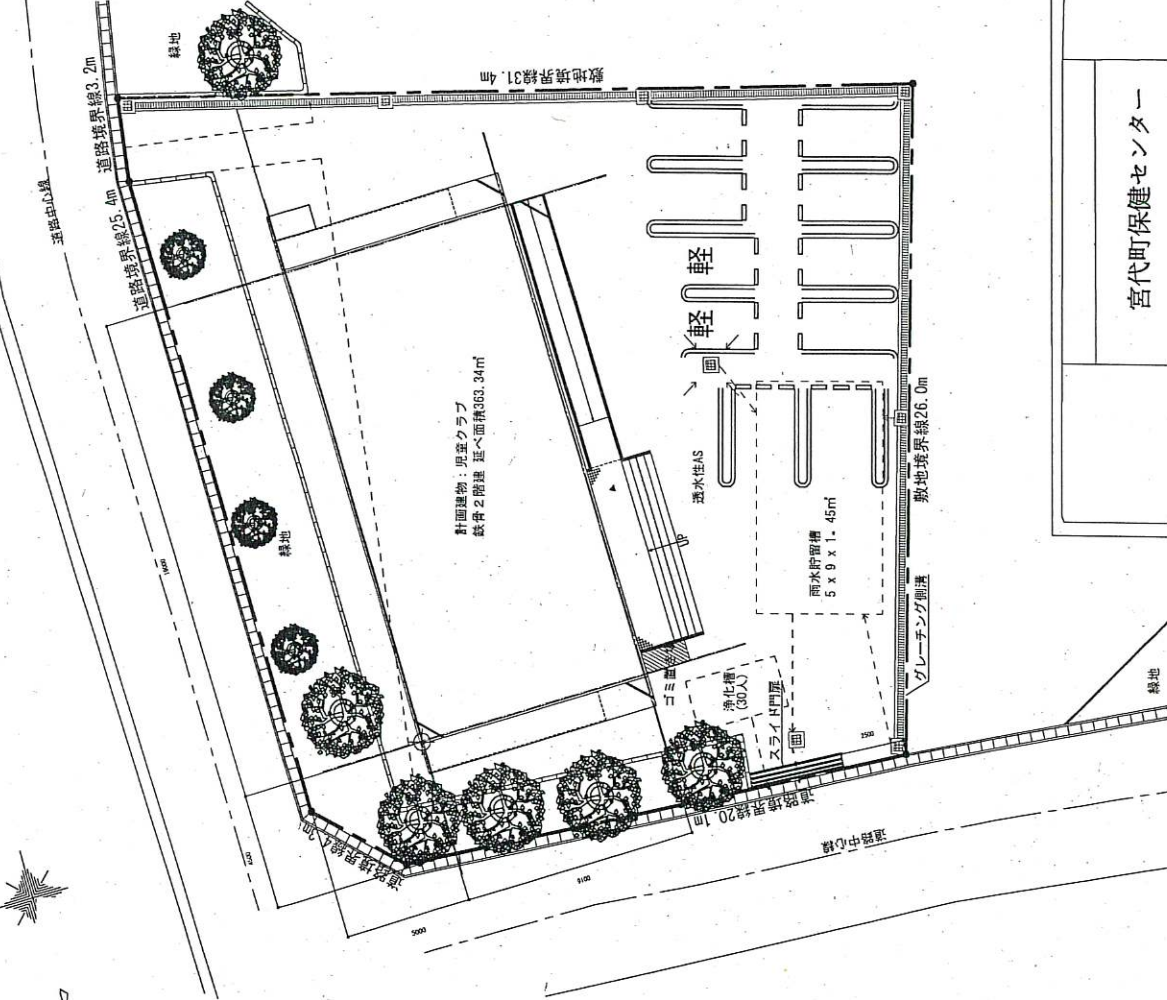 道路中心線
道路境界線3.2m
道路境界線25.4m
緑地
敷地境界線31.4m
計画建物：児童クラブ
鉄骨２階建 延べ面積363.34㎡
緑地
軽
軽
透水性AS
UP
雨水貯留槽
5 x 9 x 1.45㎥
敷地境界線26.0m
グレーチング側溝
浄化槽
(30人)
スライド門扉
2500
道路境界線20.1m
道路中心線
5000
9100
宮代町保健センター
緑地